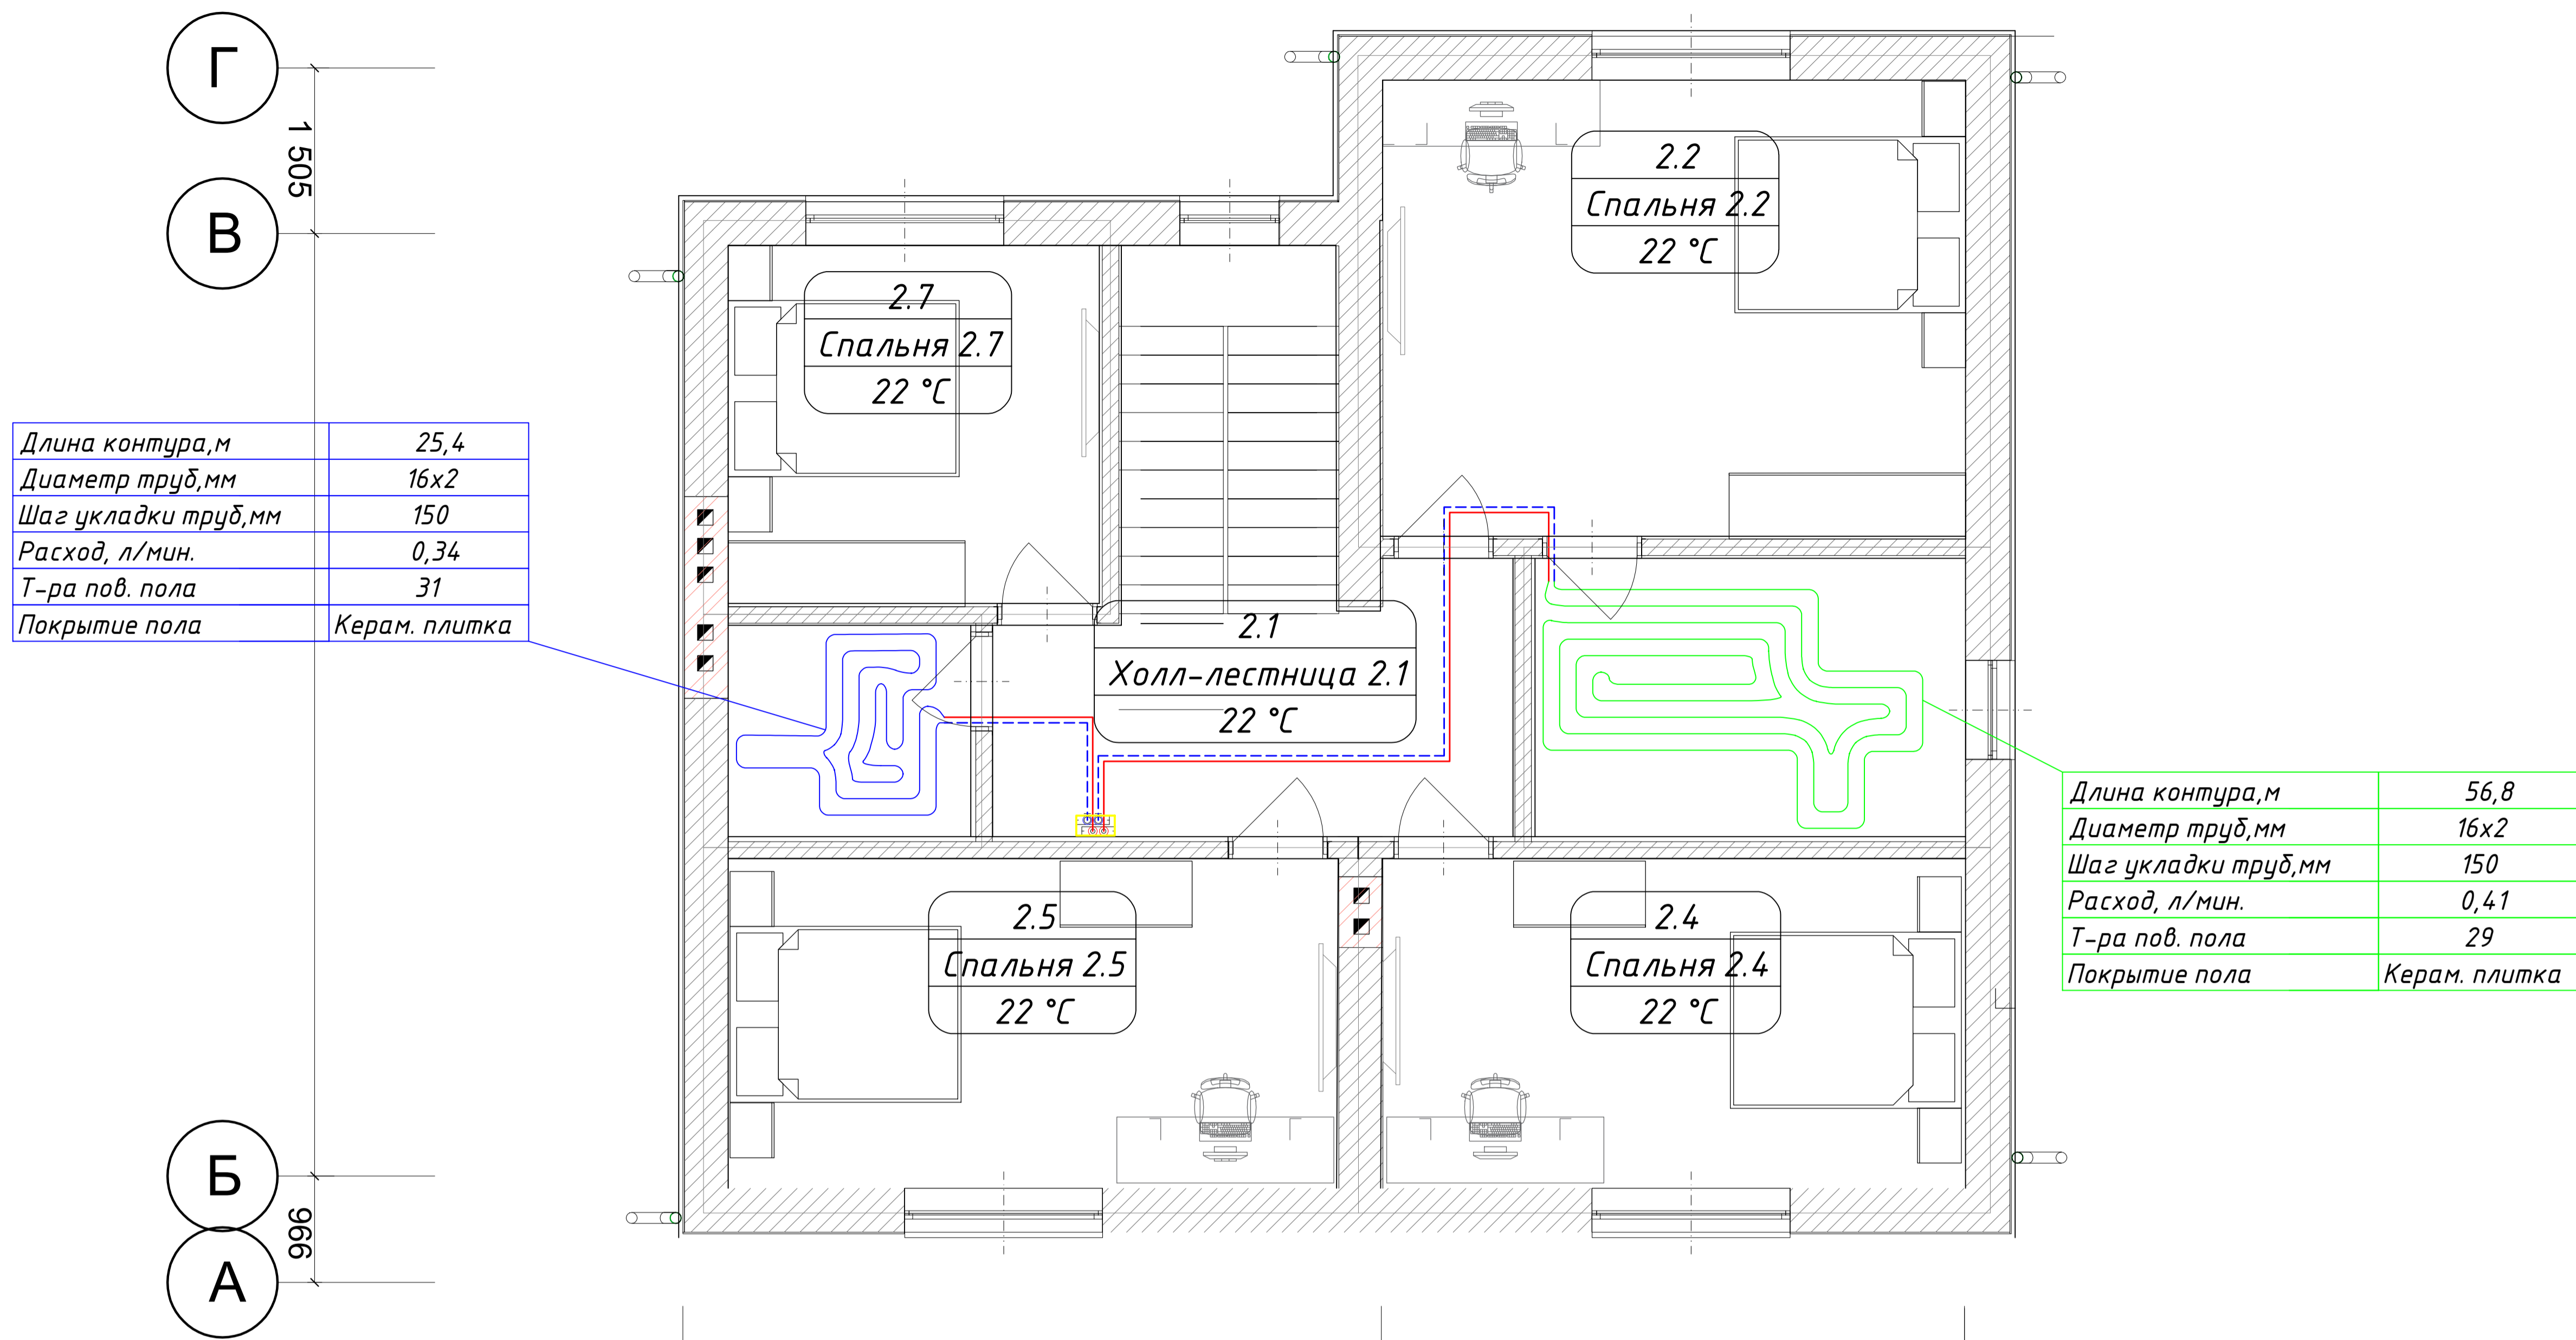 Г
1 505
В
2.2
Спальня 2.2
22 °C
2.7
Спальня 2.7
22 °C
Длина контура,м 25,4
Диаметр труб,мм 16х2
Шаг укладки труб,мм 150
Расход, л/мин. 0,34
Т-ра пов. пола 31
Покрытие пола Керам. плитка
2.1
Холл-лестница 2.1
22 °C
Длина контура,м 56,8
Диаметр труб,мм 16х2
Шаг укладки труб,мм 150
Расход, л/мин. 0,41
Т-ра пов. пола 29
Покрытие пола Керам. плитка
2.5
Спальня 2.5
22 °C
2.4
Спальня 2.4
22 °C
Б
966
А